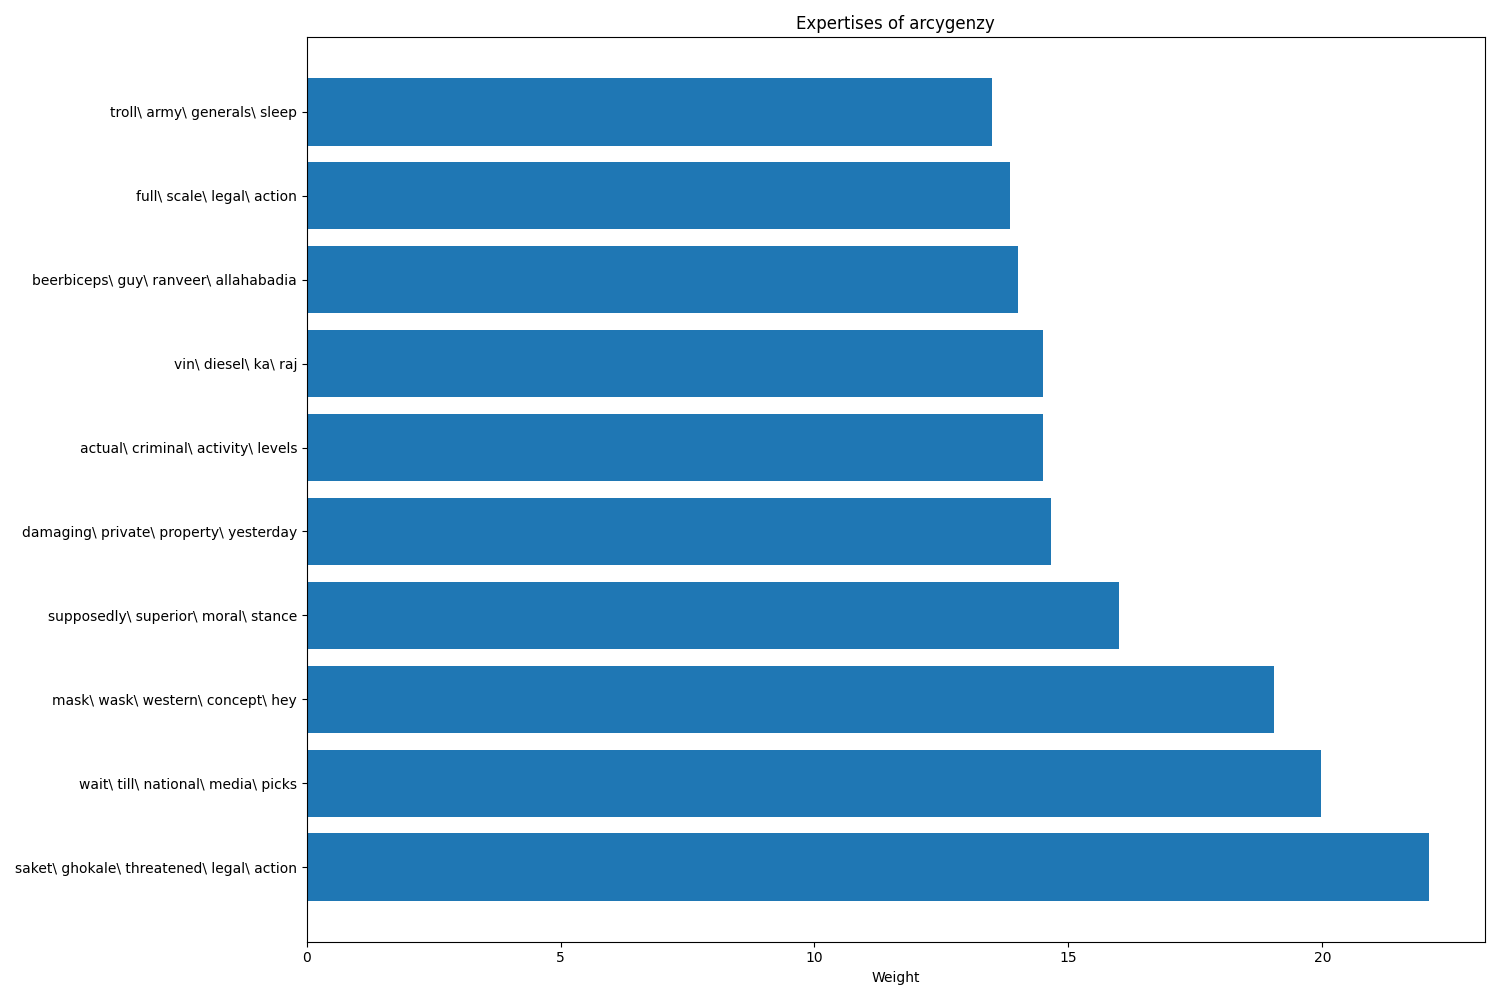 Expertises of arcygenzy
troll\ army\ generals\ sleep
full\ scale\ legal\ action
beerbiceps\ guy\ ranveer\ allahabadia
vin\ diesel\ ka\ raj
actual\ criminal\ activity\ levels
damaging\ private\ property\ yesterday
supposedly\ superior\ moral\ stance
mask\ wask\ western\ concept\ hey
wait\ till\ national\ media\ picks
saket\ ghokale\ threatened\ legal\ action
0 5 10 15 20
Weight